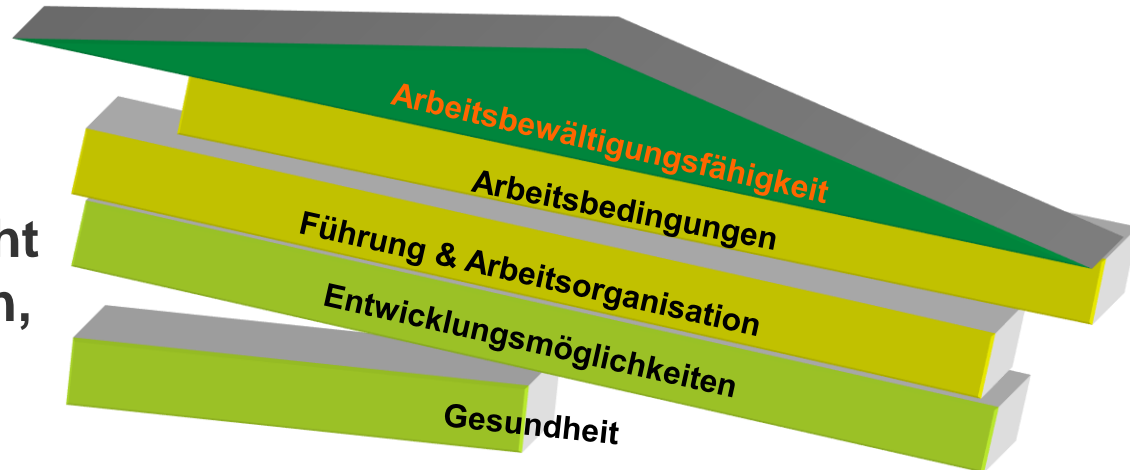 Arbeitsbewältigungsfähigkeit
Arbeitsbedingungen
Führung & Arbeitsorganisation
Entwicklungsmöglichkeiten
Gesundheit